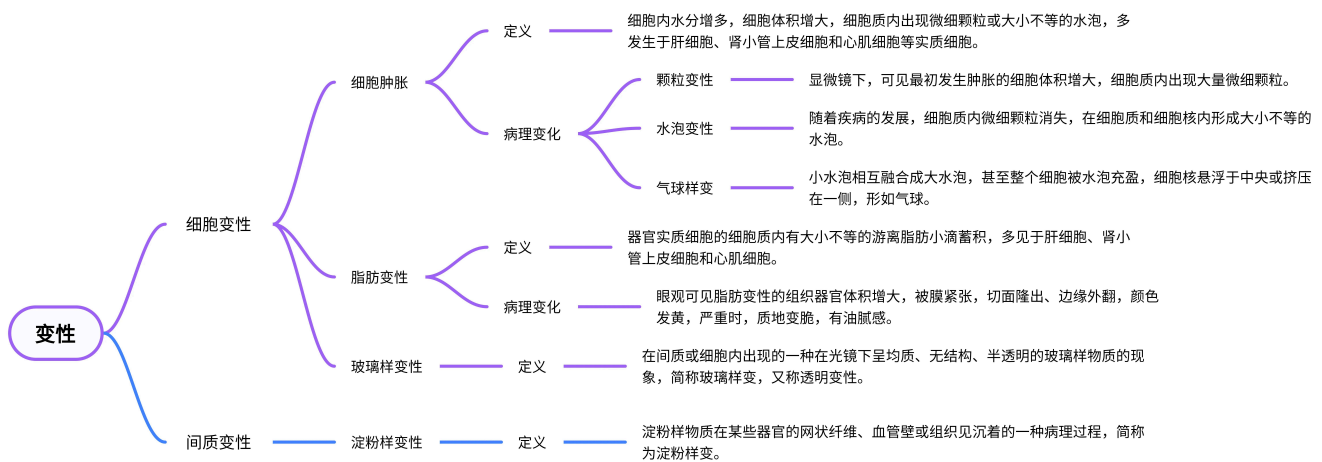 变性
细胞变性
细胞肿胀
定义
细胞内水分增多，细胞体积增大，细胞质内出现微细颗粒或大小不等的水泡，多
发生于肝细胞、肾小管上皮细胞和心肌细胞等实质细胞。
病理变化
颗粒变性
显微镜下，可见最初发生肿胀的细胞体积增大，细胞质内出现大量微细颗粒。
水泡变性
随着疾病的发展，细胞质内微细颗粒消失，在细胞质和细胞核内形成大小不等的
水泡。
气球样变
小水泡相互融合成大水泡，甚至整个细胞被水泡充盈，细胞核悬浮于中央或挤压
在一侧，形如气球。
脂肪变性
定义
器官实质细胞的细胞质内有大小不等的游离脂肪小滴蓄积，多见于肝细胞、肾小
管上皮细胞和心肌细胞。
病理变化
眼观可见脂肪变性的组织器官体积增大，被膜紧张，切面隆出、边缘外翻，颜色
发黄，严重时，质地变脆，有油腻感。
玻璃样变性
定义
在间质或细胞内出现的一种在光镜下呈均质、无结构、半透明的玻璃样物质的现
象，简称玻璃样变，又称透明变性。
间质变性
淀粉样变性
定义
淀粉样物质在某些器官的网状纤维、血管壁或组织见沉着的一种病理过程，简称
为淀粉样变。